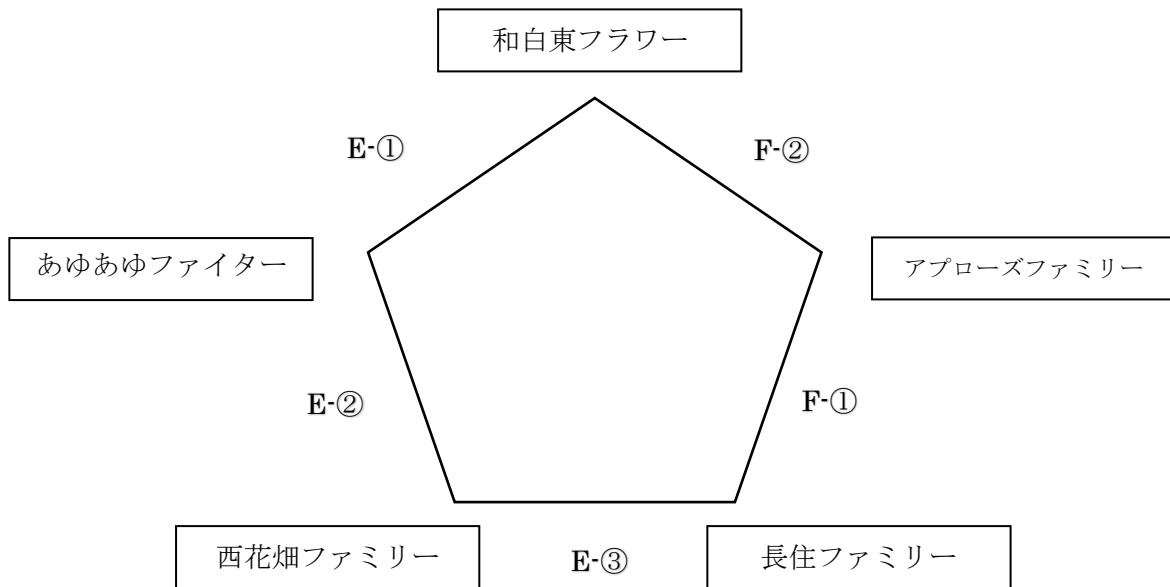 和白東フラワー
E-①
F-②
あゆあゆファイター
アプローズファミリー
E-②
F-①
西花畑ファミリー
E-③
長住ファミリー